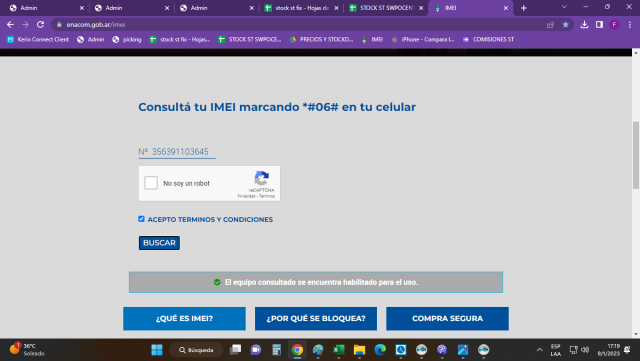 Admin
Admin
Admin
stock st fix - Hojas de
STOCK ST SWPOCENT
IMEI
enacom.gob.ar/imei
Kerio Connect Client
Admin
picking
stock st fix - Hojas...
STOCK ST SWPOCE...
PRECIOS Y STOCKD...
IMEI
iPhone - Compara l...
COMISIONES ST
Consultá tu IMEI marcando *#06# en tu celular
Nº 356391103645
No soy un robot
reCAPTCHA
Privacidad - Términos
ACEPTO TERMINOS Y CONDICIONES
BUSCAR
El equipo consultado se encuentra habilitado para el uso.
¿QUÉ ES IMEI?
¿POR QUÉ SE BLOQUEA?
COMPRA SEGURA
36°C
Soleado
Búsqueda
ESP
LAA
17:19
9/1/2023